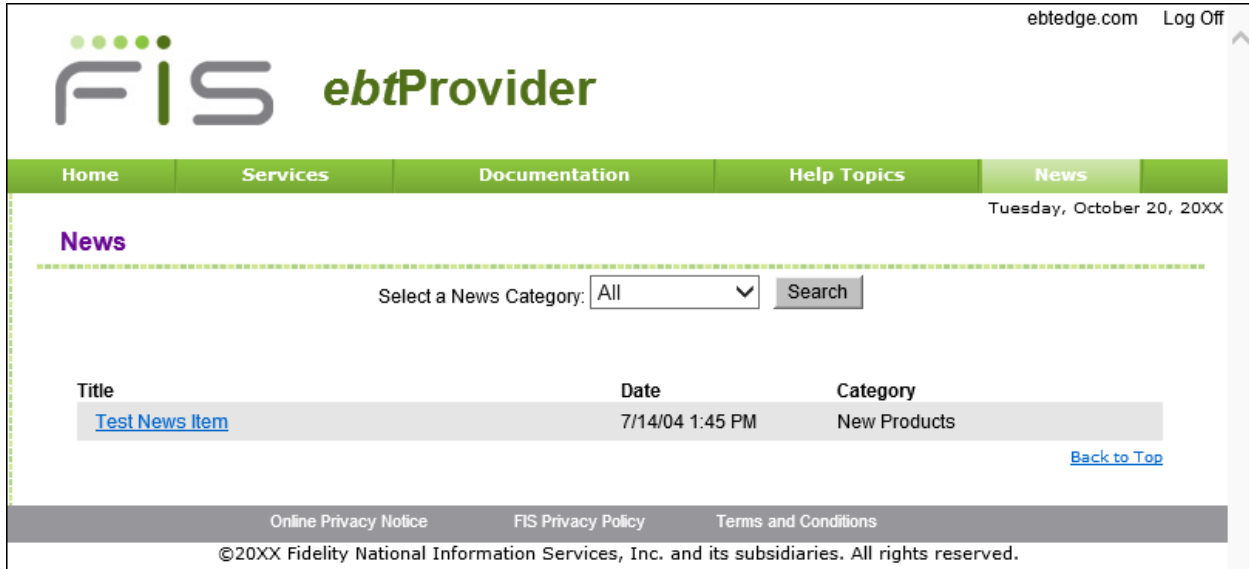 ebtedge.com Log Off
FIS ebtProvider
Home Services Documentation Help Topics News
Tuesday, October 20, 20XX
News
Select a News Category: All Search
Title Date Category
Test News Item 7/14/04 1:45 PM New Products
Back to Top
Online Privacy Notice FIS Privacy Policy Terms and Conditions
©20XX Fidelity National Information Services, Inc. and its subsidiaries. All rights reserved.